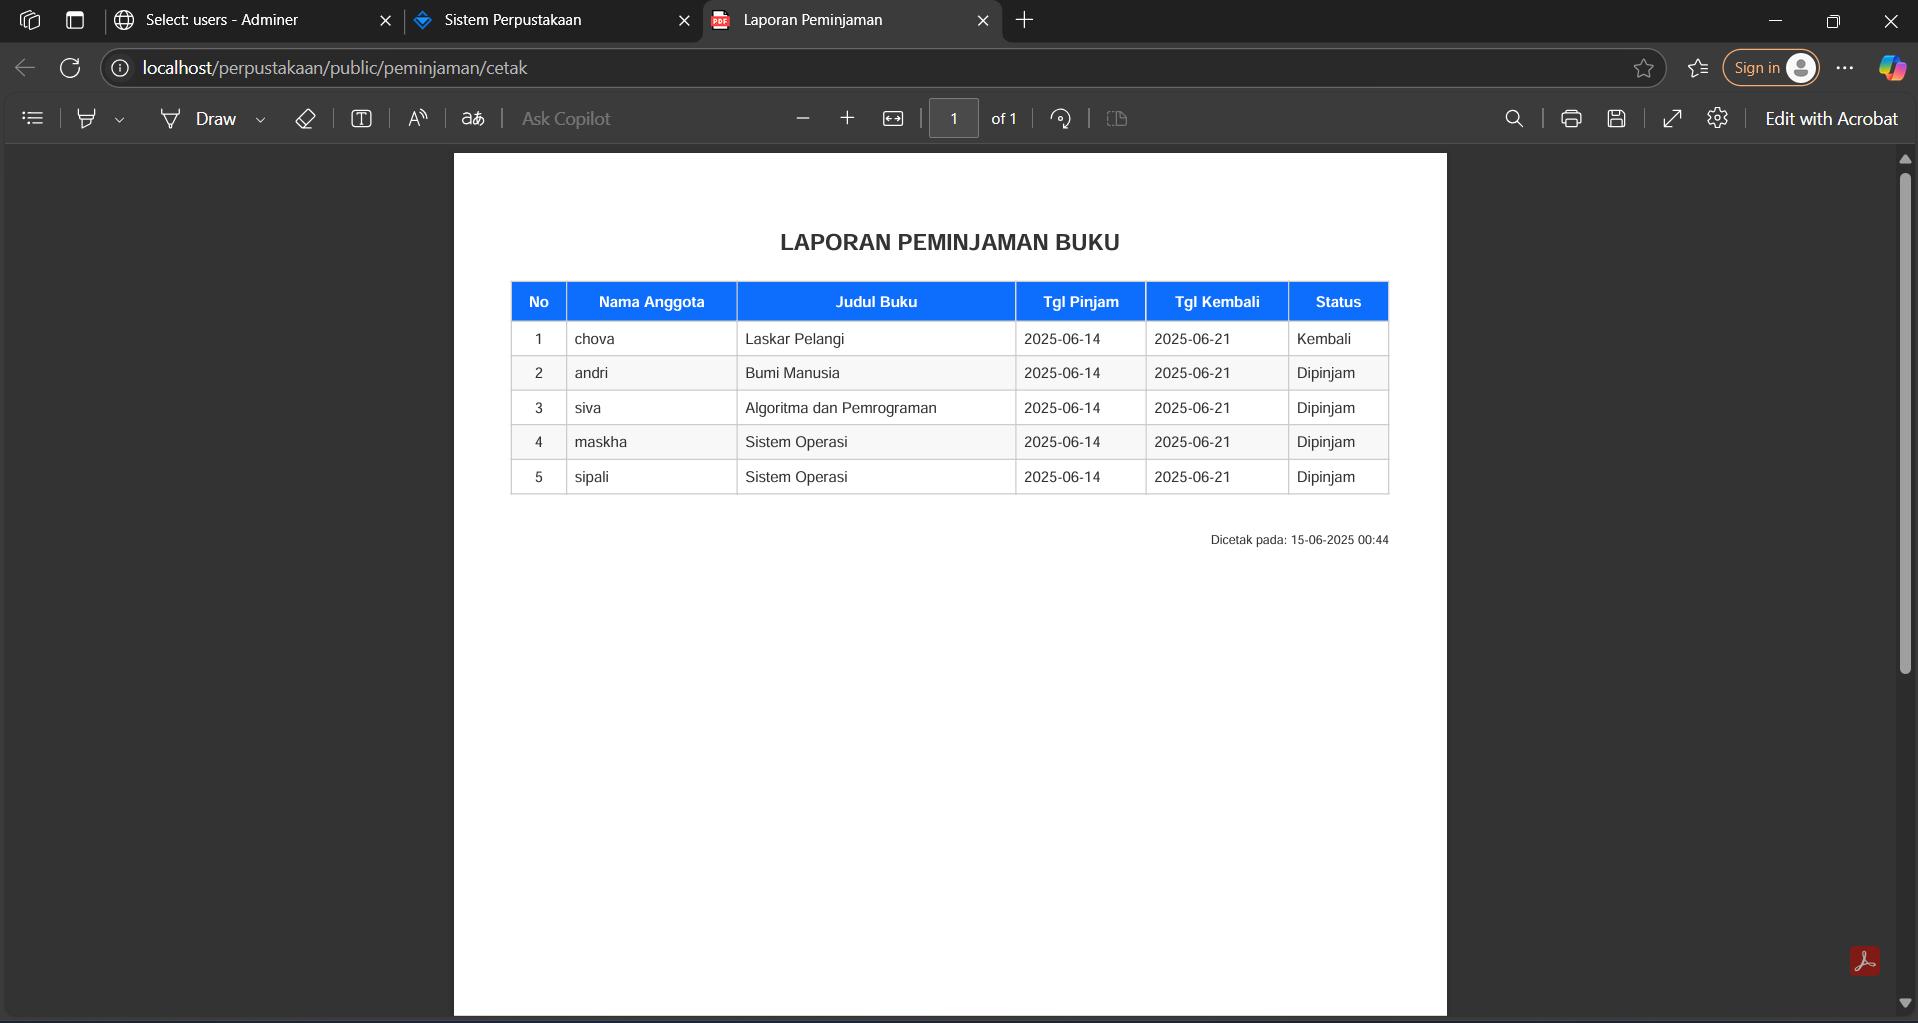 Select: users - Adminer
Sistem Perpustakaan
Laporan Peminjaman
localhost/perpustakaan/public/peminjaman/cetak
Sign in
Draw
T
A
aあ
Ask Copilot
1 of 1
Edit with Acrobat
LAPORAN PEMINJAMAN BUKU
No Nama Anggota Judul Buku Tgl Pinjam Tgl Kembali Status
1 chova Laskar Pelangi 2025-06-14 2025-06-21 Kembali
2 andri Bumi Manusia 2025-06-14 2025-06-21 Dipinjam
3 siva Algoritma dan Pemrograman 2025-06-14 2025-06-21 Dipinjam
4 maskha Sistem Operasi 2025-06-14 2025-06-21 Dipinjam
5 sipali Sistem Operasi 2025-06-14 2025-06-21 Dipinjam
Dicetak pada: 15-06-2025 00:44